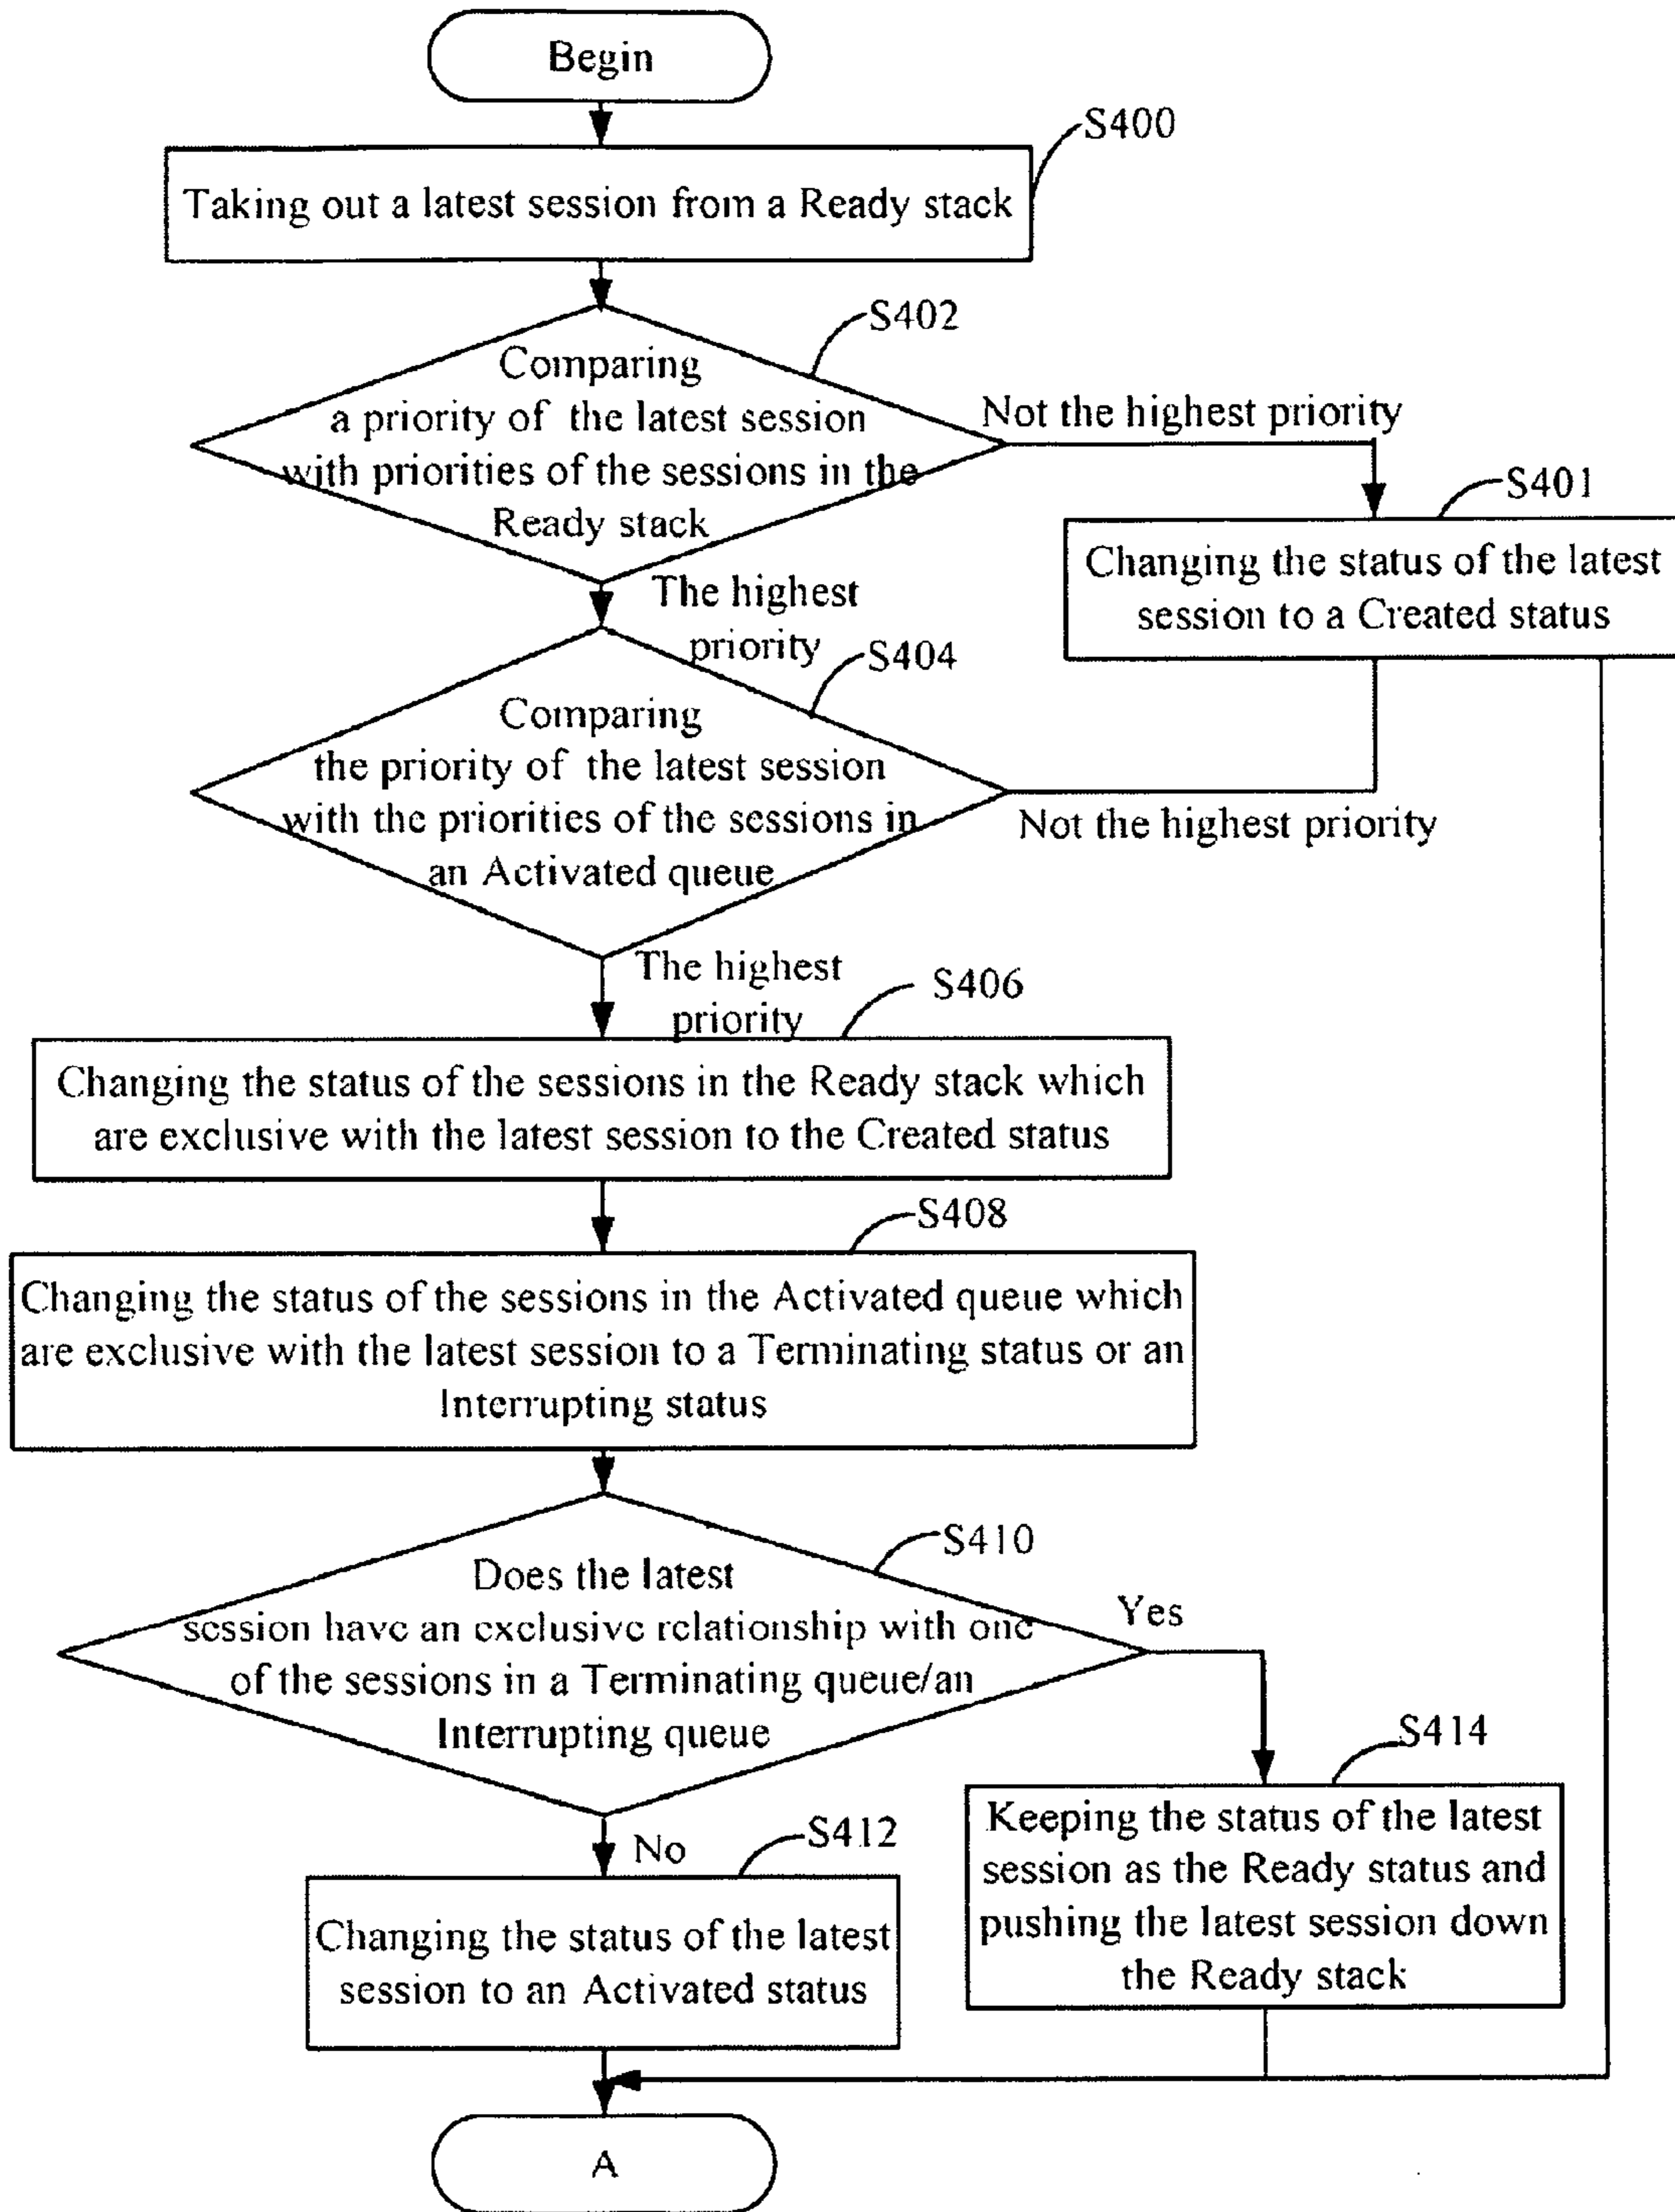 Begin
S400
Taking out a latest session from a Ready stack
S402
Comparing
a priority of the latest session
with priorities of the sessions in the
Ready stack
Not the highest priority
S401
Changing the status of the latest
session to a Created status
The highest
priority
S404
Comparing
the priority of the latest session
with the priorities of the sessions in
an Activated queue
Not the highest priority
The highest
priority
S406
Changing the status of the sessions in the Ready stack which
are exclusive with the latest session to the Created status
S408
Changing the status of the sessions in the Activated queue which
are exclusive with the latest session to a Terminating status or an
Interrupting status
S410
Does the latest
session have an exclusive relationship with one
of the sessions in a Terminating queue/an
Interrupting queue
Yes
S414
Keeping the status of the latest
session as the Ready status and
pushing the latest session down
the Ready stack
No
S412
Changing the status of the latest
session to an Activated status
A